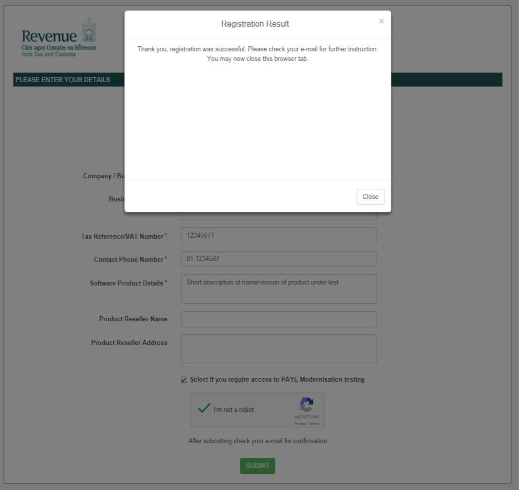 Revenue
Cáin agus Custaim na hÉireann
Irish Tax and Customs
Registration Result
×
Thank you, registration was successful. Please check your e-mail for further instruction.
You may now close this browser tab.
Close
PLEASE ENTER YOUR DETAILS
Company / Bu
Busi
Tax Reference/VAT Number *
1234567T
Contact Phone Number *
01 1234567
Software Product Details *
Short description of name/version of product under test
Product Reseller Name
Product Reseller Address
Select if you require access to PAYE Modernisation testing
I'm not a robot
reCAPTCHA
Privacy - Terms
After submitting check your e-mail for confirmation
SUBMIT